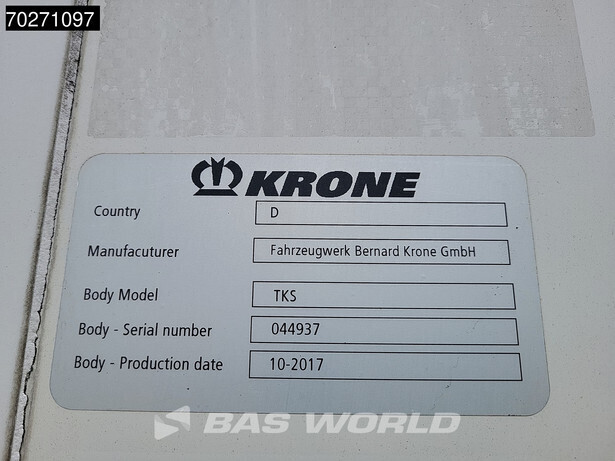 70271097
KRONE
Country D
Manufacuturer Fahrzeugwerk Bernard Krone GmbH
Body Model TKS
Body - Serial number 044937
Body - Production date 10-2017
BAS WORLD